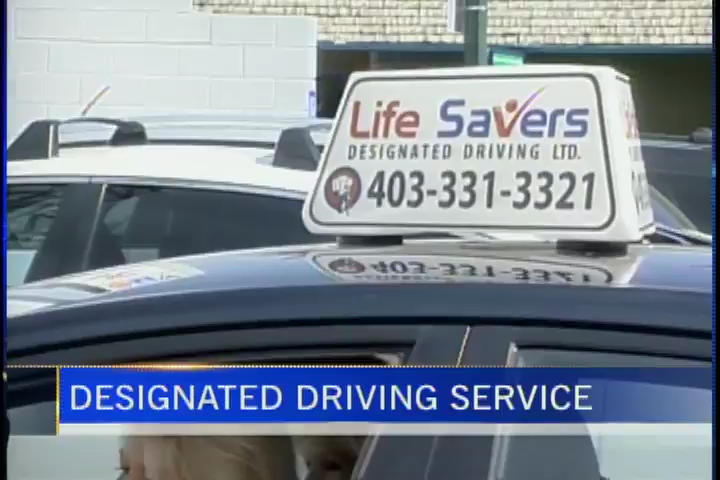 Life Savers
DESIGNATED DRIVING LTD.
403-331-3321
DESIGNATED DRIVING SERVICE